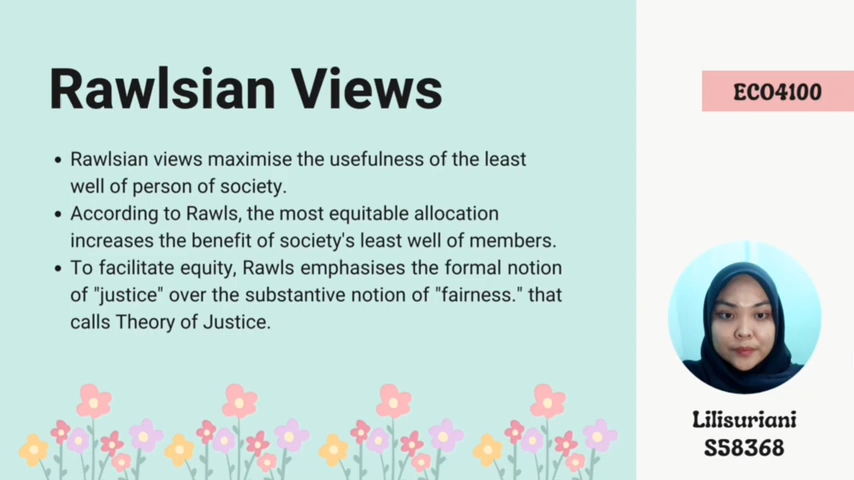 Rawlsian Views
ECO4100
• Rawlsian views maximise the usefulness of the least
well of person of society.
• According to Rawls, the most equitable allocation
increases the benefit of society's least well of members.
• To facilitate equity, Rawls emphasises the formal notion
of "justice" over the substantive notion of "fairness." that
calls Theory of Justice.
Lilisuriani
S58368